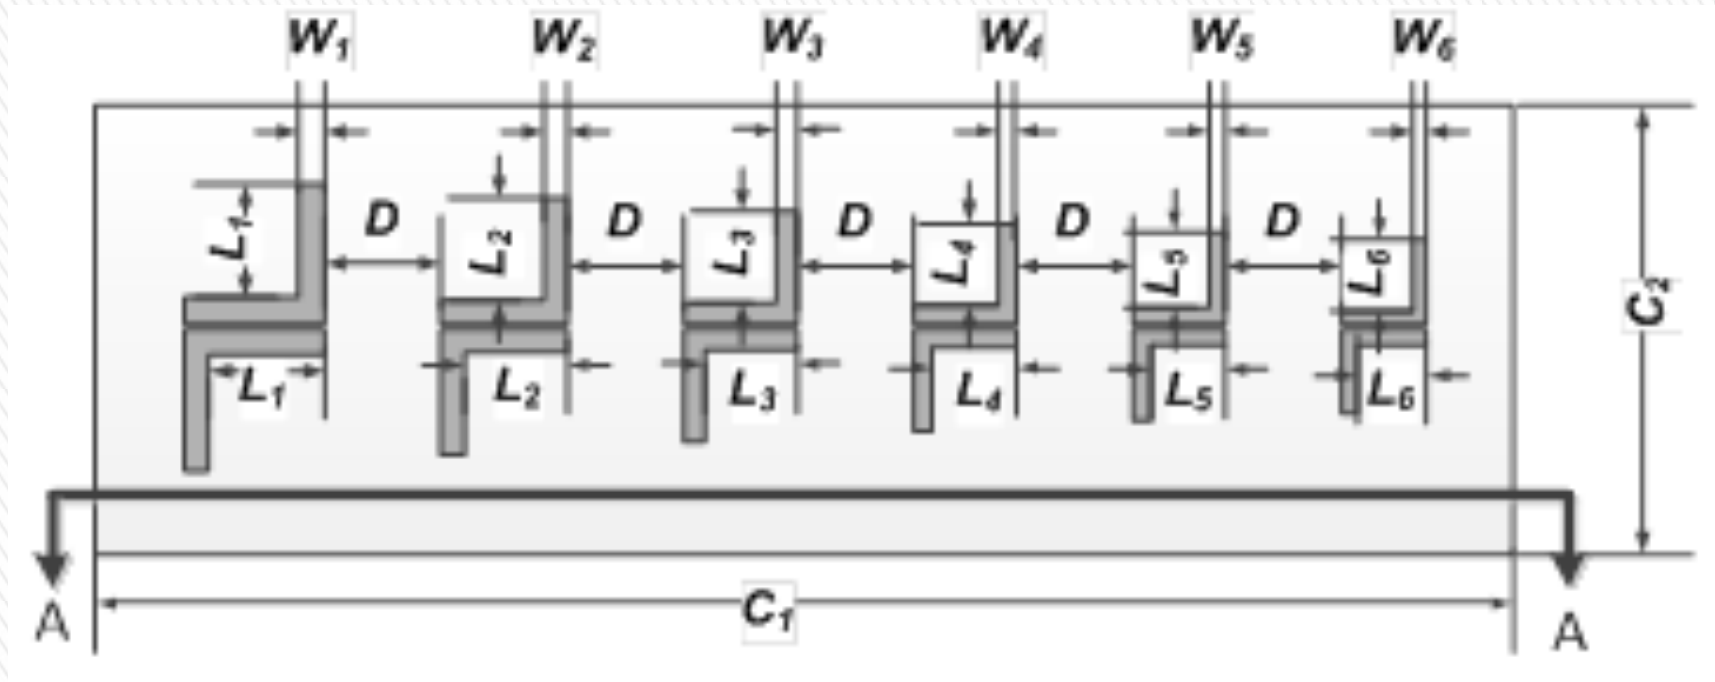 W₁ W₂ W₃ W₄ W₅ W₆
D D D D D
L₁ L₂ L₃ L₄ L₅ L₆
C₂
L₁ L₂ L₃ L₄ L₅ L₆
A C₁ A